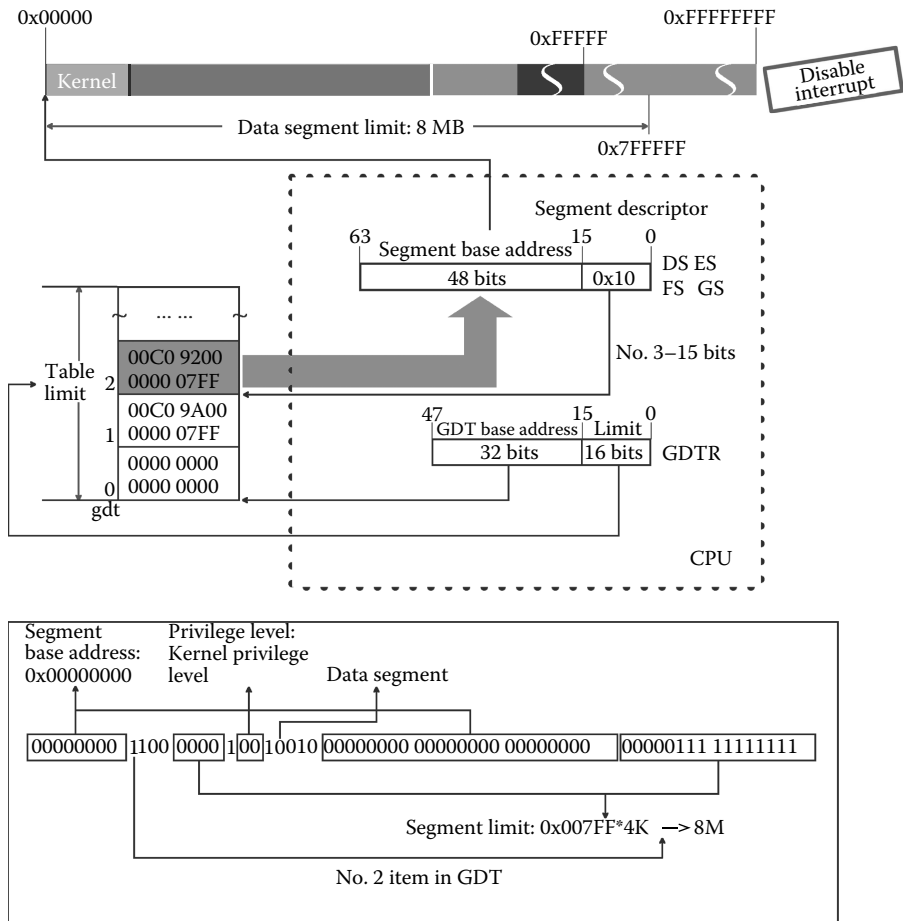 0x00000
0xFFFFFFFF
0xFFFFF
Kernel
Disable
interrupt
Data segment limit: 8 MB
0x7FFFFF
Segment descriptor
63
15
0
Segment base address
DS ES
48 bits
0x10
FS GS
~ ... ... ~
No. 3–15 bits
Table
limit
2
00C0 9200
0000 07FF
1
00C0 9A00
0000 07FF
0
0000 0000
0000 0000
gdt
47
15
0
GDT base address
Limit
32 bits
16 bits
GDTR
CPU
Segment
base address:
0x00000000
Privilege level:
Kernel privilege
level
Data segment
00000000 1100 0000 1 00 10010 00000000 00000000 00000000 00000111 11111111
Segment limit: 0x007FF*4K —> 8M
No. 2 item in GDT